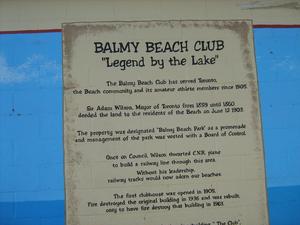 BALMY BEACH CLUB
"Legend by the Lake"
The Balmy Beach Club has served Toronto,
the Beach community and its amateur athlete members since 1905.
Sir Adam Wilson, Mayor of Toronto from 1859 until 1860
deeded the land to the residents of the Beach on June 12 1903.
The property was designated "Balmy Beach Park" as a promenade
and management of the park was vested with a Board of Control.
Once on Council, Wilson thwarted C.N.R. plans
to build a railway line through this area.
Without his leadership,
railway tracks would now adorn our beaches.
The first clubhouse was opened in 1905.
Fire destroyed the original building in 1936 and was rebuilt
only to have fire destroy that building in 1963.
building "The Club",